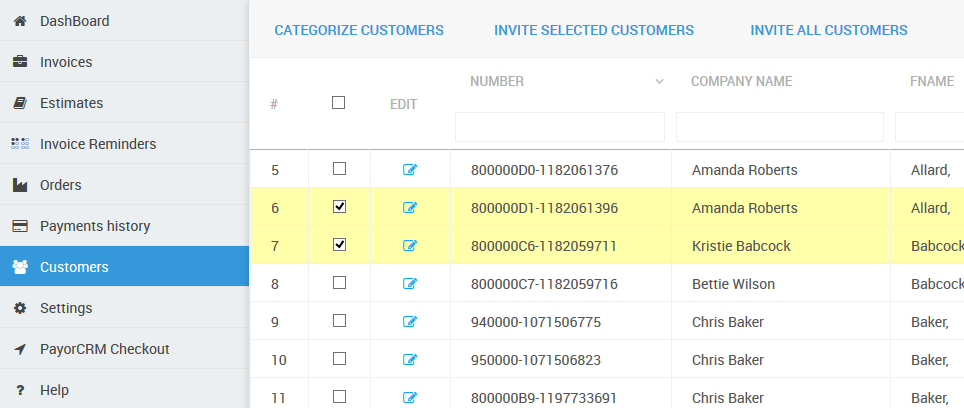 DashBoard
Invoices
Estimates
Invoice Reminders
Orders
Payments history
Customers
Settings
PayorCRM Checkout
? Help
CATEGORIZE CUSTOMERS INVITE SELECTED CUSTOMERS INVITE ALL CUSTOMERS
# EDIT NUMBER COMPANY NAME FNAME
5 800000D0-1182061376 Amanda Roberts Allard,
6 800000D1-1182061396 Amanda Roberts Allard,
7 800000C6-1182059711 Kristie Babcock Babcock
8 800000C7-1182059716 Bettie Wilson Babcock
9 940000-1071506775 Chris Baker Baker,
10 950000-1071506823 Chris Baker Baker,
11 800000B9-1197733691 Chris Baker Baker,